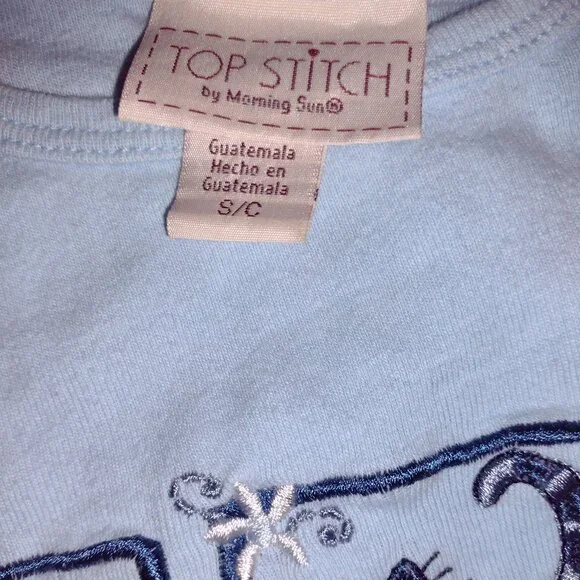 TOP STITCH
by Morning Sun®
Guatemala
Hecho en
Guatemala
S/C